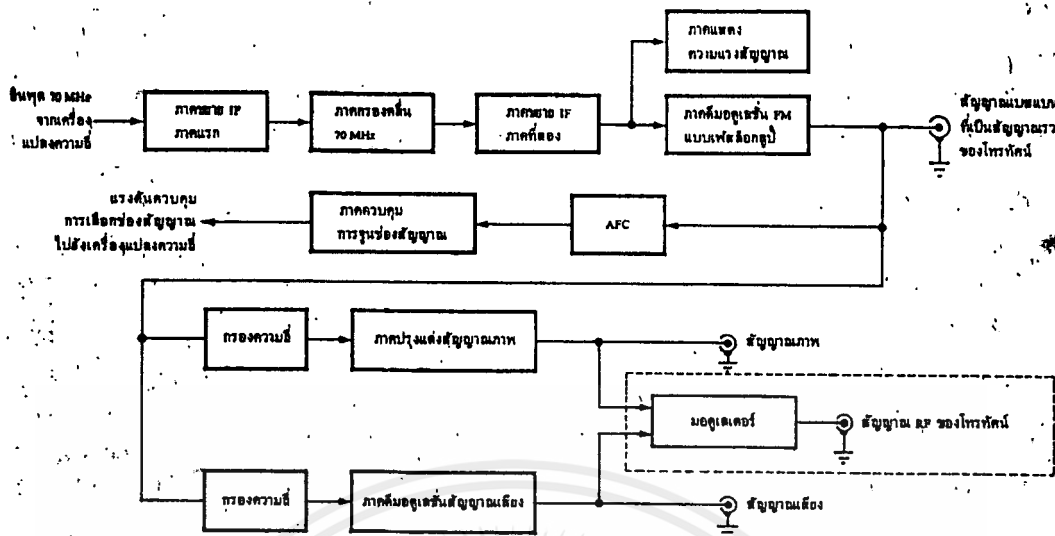 ภาคแสดง
ความแรงสัญญาณ
อินพุต 70 MHz
จากเครื่อง
แปลงความถี่
ภาคขยาย IF
ภาคแรก
ภาคกรองคลื่น
70 MHz
ภาคขยาย IF
ภาคที่สอง
ภาคดีมอดูเลชั่น FM
แบบเฟสล็อกลูป
สัญญาณเบสแบน
ที่เป็นสัญญาณรว
ของโทรทัศน์
แรงดันควบคุม
การเลือกช่องสัญญาณ
ไปยังเครื่องแปลงความถี่
ภาคควบคุม
การจูนช่องสัญญาณ
AFC
กรองความถี่
ภาคปรุงแต่งสัญญาณภาพ
สัญญาณภาพ
มอดูเลเตอร์
สัญญาณ RF ของโทรทัศน์
กรองความถี่
ภาคดีมอดูเลชั่นสัญญาณเสียง
สัญญาณเสียง